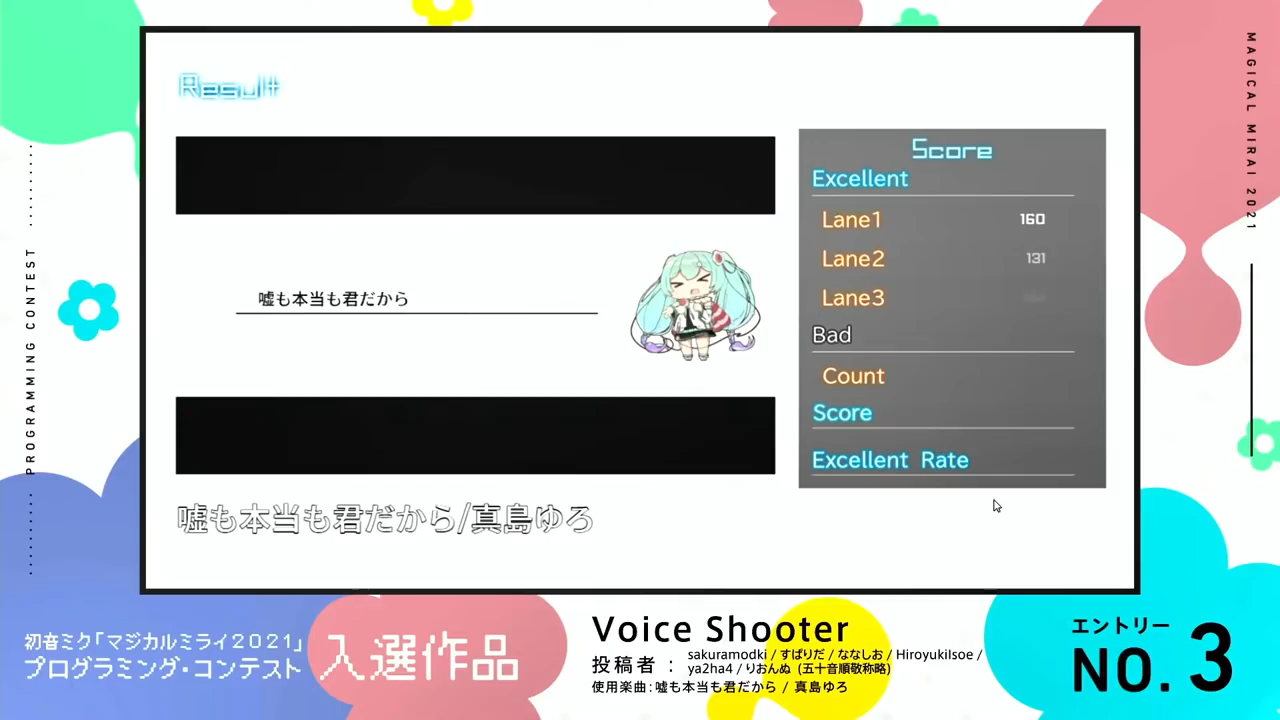 Result
嘘も本当も君だから
嘘も本当も君だから/真島ゆろ
Score
Excellent
Lane1 160
Lane2 131
Lane3
Bad
Count
Score
Excellent Rate
PROGRAMMING CONTEST
MAGICAL MIRAI 2021
初音ミク「マジカルミライ2021」
プログラミング・コンテスト
入選作品
Voice Shooter
投稿者： sakuramodki / すぱりだ / ななしお / HiroyukiIsoe /
ya2ha4 / りおんぬ (五十音順敬称略)
使用楽曲：嘘も本当も君だから / 真島ゆろ
エントリー
NO. 3